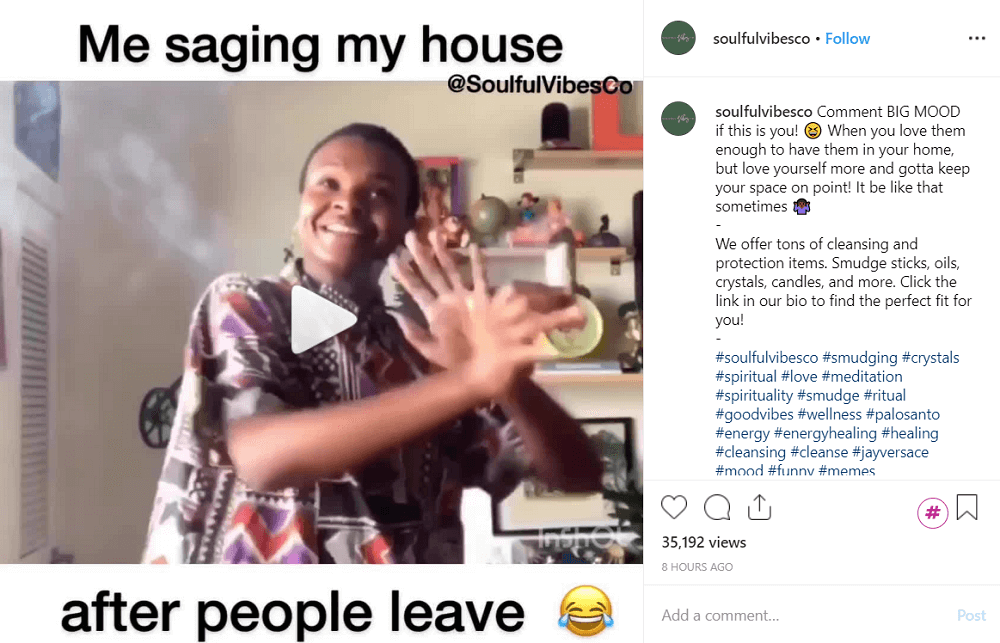 Me saging my house
@SoulfulVibesCo
InShOt
after people leave 😂
soulfulvibesco • Follow
soulfulvibesco Comment BIG MOOD
if this is you! 😆 When you love them
enough to have them in your home,
but love yourself more and gotta keep
your space on point! It be like that
sometimes 🤷🏿‍♀️
-
We offer tons of cleansing and
protection items. Smudge sticks, oils,
crystals, candles, and more. Click the
link in our bio to find the perfect fit for
you!
-
#soulfulvibesco #smudging #crystals
#spiritual #love #meditation
#spirituality #smudge #ritual
#goodvibes #wellness #palosanto
#energy #energyhealing #healing
#cleansing #cleanse #jayversace
#mood #funny #memes
#
35,192 views
8 HOURS AGO
Add a comment...
Post